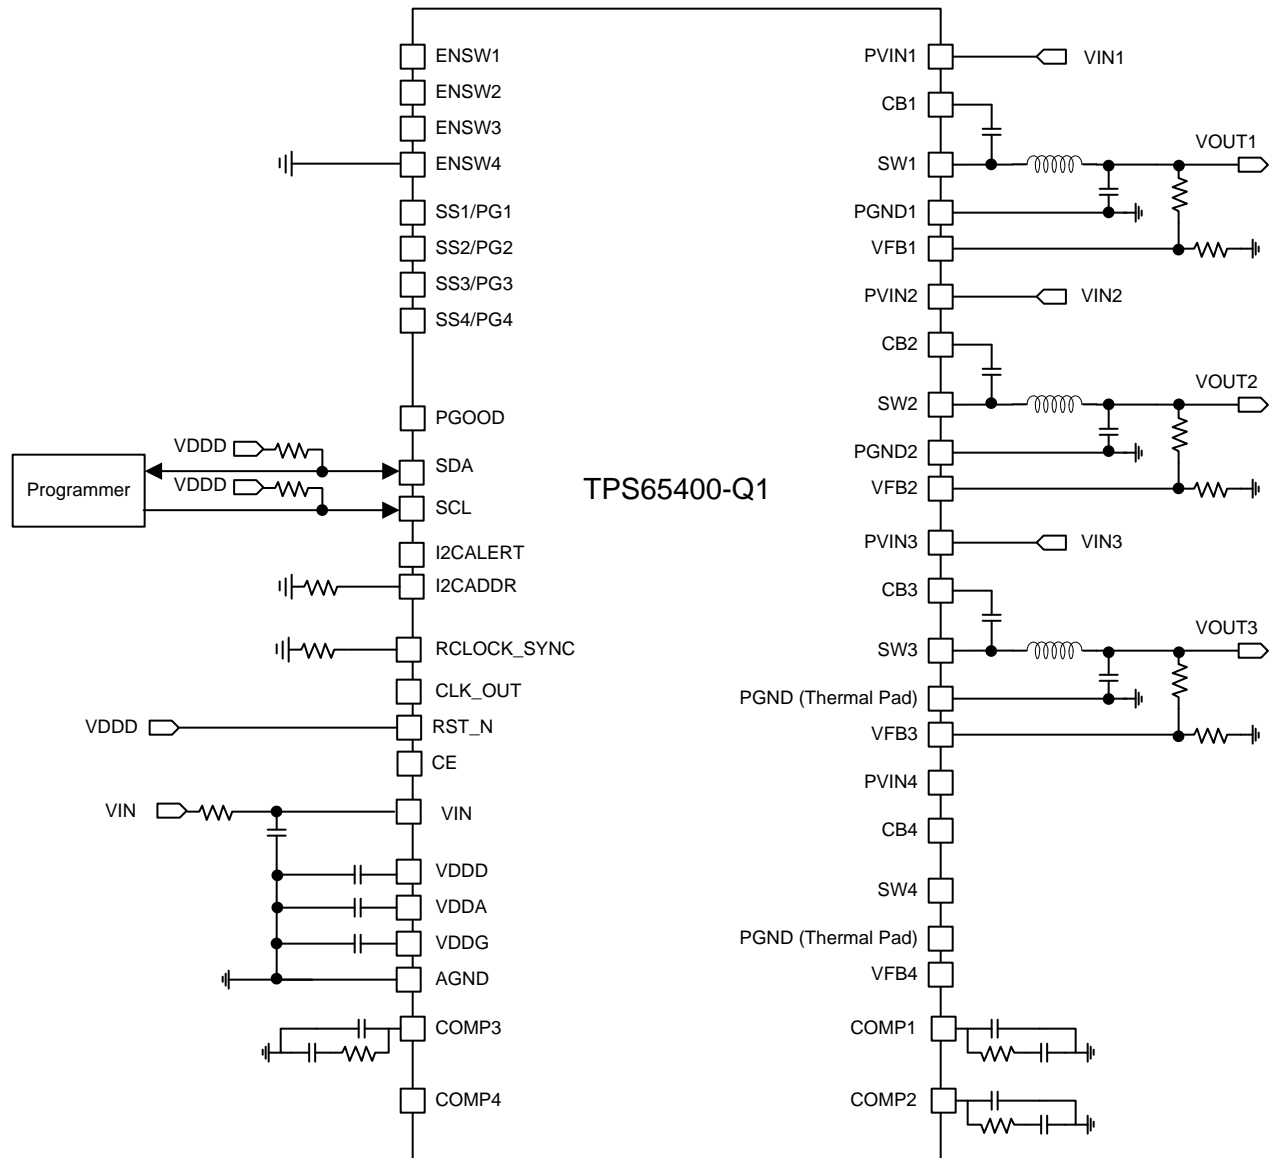 ENSW1
ENSW2
ENSW3
ENSW4
SS1/PG1
SS2/PG2
SS3/PG3
SS4/PG4
PGOOD
VDDD
SDA
Programmer
VDDD
SCL
I2CALERT
I2CADDR
RCLOCK_SYNC
CLK_OUT
VDDD
RST_N
CE
VIN
VIN
VDDD
VDDA
VDDG
AGND
COMP3
COMP4
TPS65400-Q1
PVIN1
VIN1
CB1
VOUT1
SW1
PGND1
VFB1
PVIN2
VIN2
CB2
VOUT2
SW2
PGND2
VFB2
PVIN3
VIN3
CB3
VOUT3
SW3
PGND (Thermal Pad)
VFB3
PVIN4
CB4
SW4
PGND (Thermal Pad)
VFB4
COMP1
COMP2